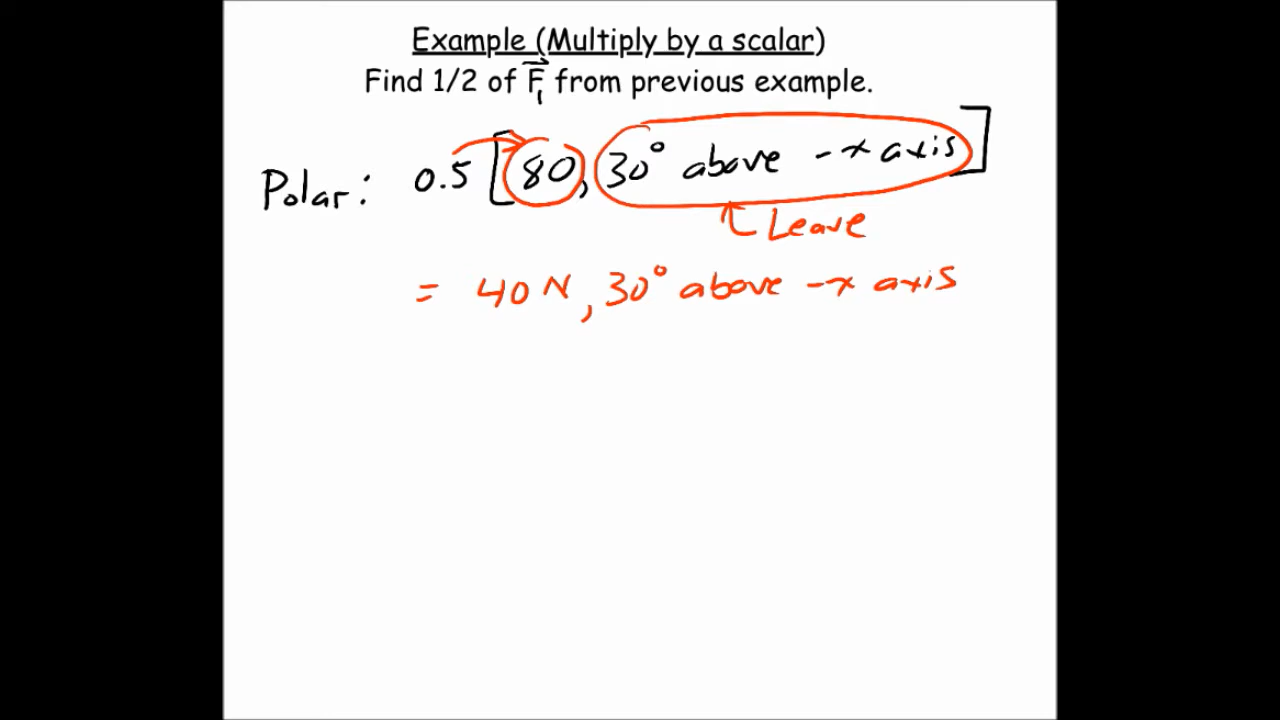 Example (Multiply by a scalar)
Find 1/2 of F⃗₁ from previous example.
Polar: 0.5 [80, 30° above -x axis]
Leave
= 40 N, 30° above -x axis